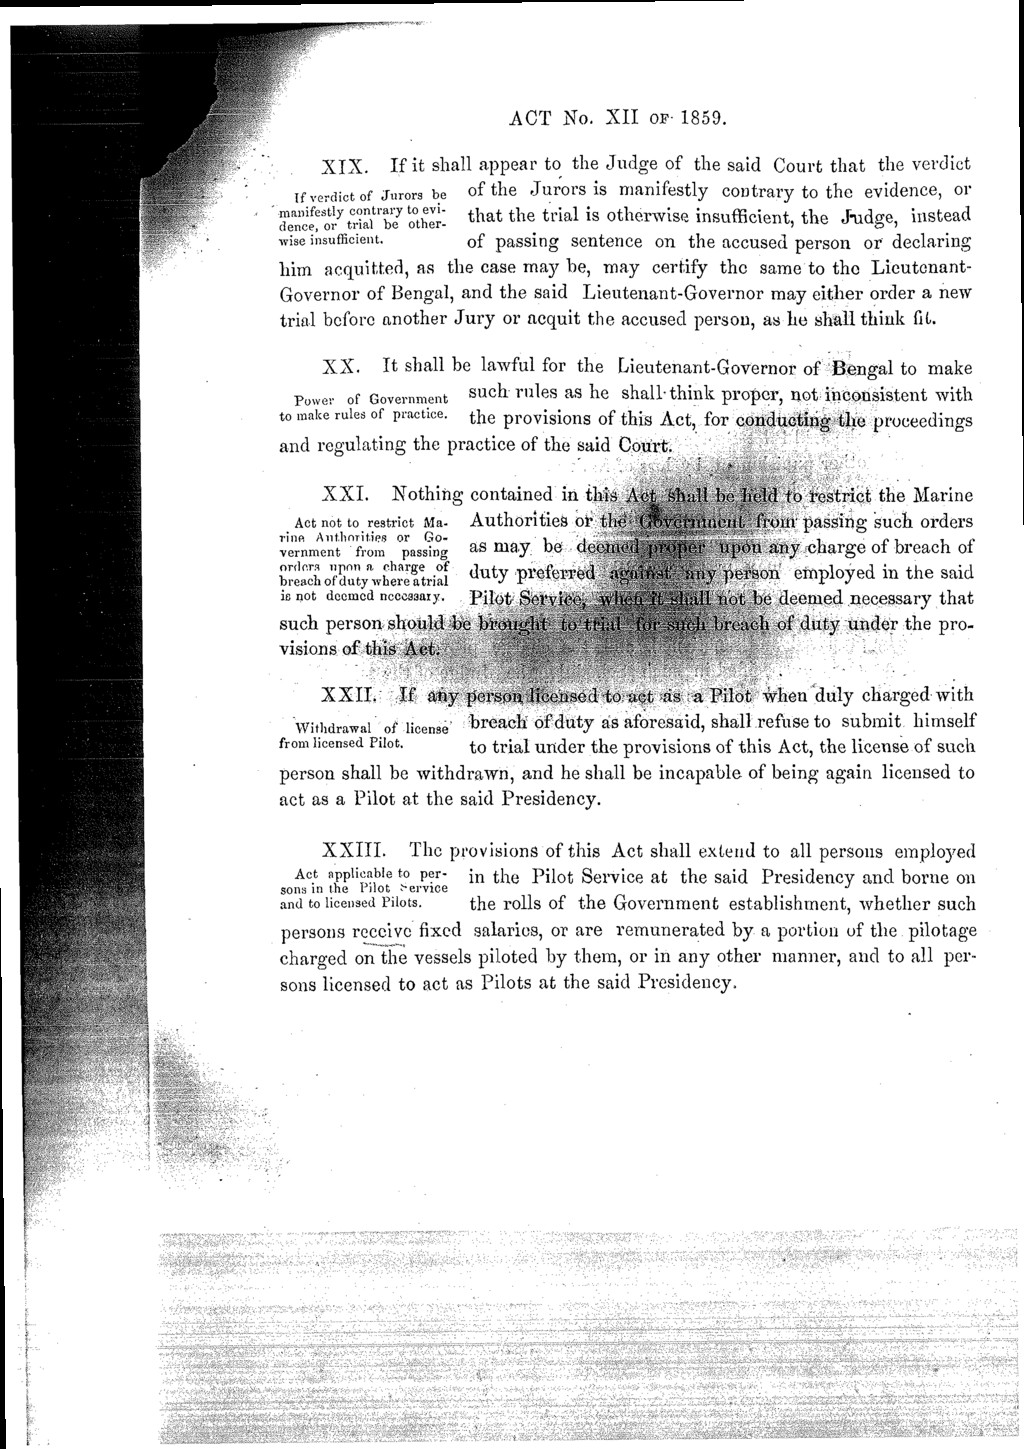 ACT No. XII OF 1859.
XIX. If it shall appear to the Judge of the said Court that the verdict
If verdict of Jurors be
manifestly contrary to evi-
dence, or trial be other-
wise insufficient.
of the Jurors is manifestly contrary to the evidence, or
that the trial is otherwise insufficient, the Judge, instead
of passing sentence on the accused person or declaring
him acquitted, as the case may be, may certify the same to the Lieutenant-
Governor of Bengal, and the said Lieutenant-Governor may either order a new
trial before another Jury or acquit the accused person, as he shall think fit.
XX. It shall be lawful for the Lieutenant-Governor of Bengal to make
Power of Government
to make rules of practice.
such rules as he shall think proper, not inconsistent with
the provisions of this Act, for conducting the proceedings
and regulating the practice of the said Court.
XXI. Nothing contained in this Act shall be held to restrict the Marine
Act not to restrict Ma-
rine Authorities or Go-
vernment from passing
orders upon a charge of
breach of duty where a trial
is not deemed necessary.
Authorities or the Government from passing such orders
as may be deemed proper upon any charge of breach of
duty preferred against any person employed in the said
Pilot Service, when it shall not be deemed necessary that
such person should be brought to trial for such breach of duty under the pro-
visions of this Act.
XXII. If any person licensed to act as a Pilot when duly charged with
Withdrawal of license
from licensed Pilot.
breach of duty as aforesaid, shall refuse to submit himself
to trial under the provisions of this Act, the license of such
person shall be withdrawn, and he shall be incapable of being again licensed to
act as a Pilot at the said Presidency.
XXIII. The provisions of this Act shall extend to all persons employed
Act applicable to per-
sons in the Pilot Service
and to licensed Pilots.
in the Pilot Service at the said Presidency and borne on
the rolls of the Government establishment, whether such
persons receive fixed salaries, or are remunerated by a portion of the pilotage
charged on the vessels piloted by them, or in any other manner, and to all per-
sons licensed to act as Pilots at the said Presidency.